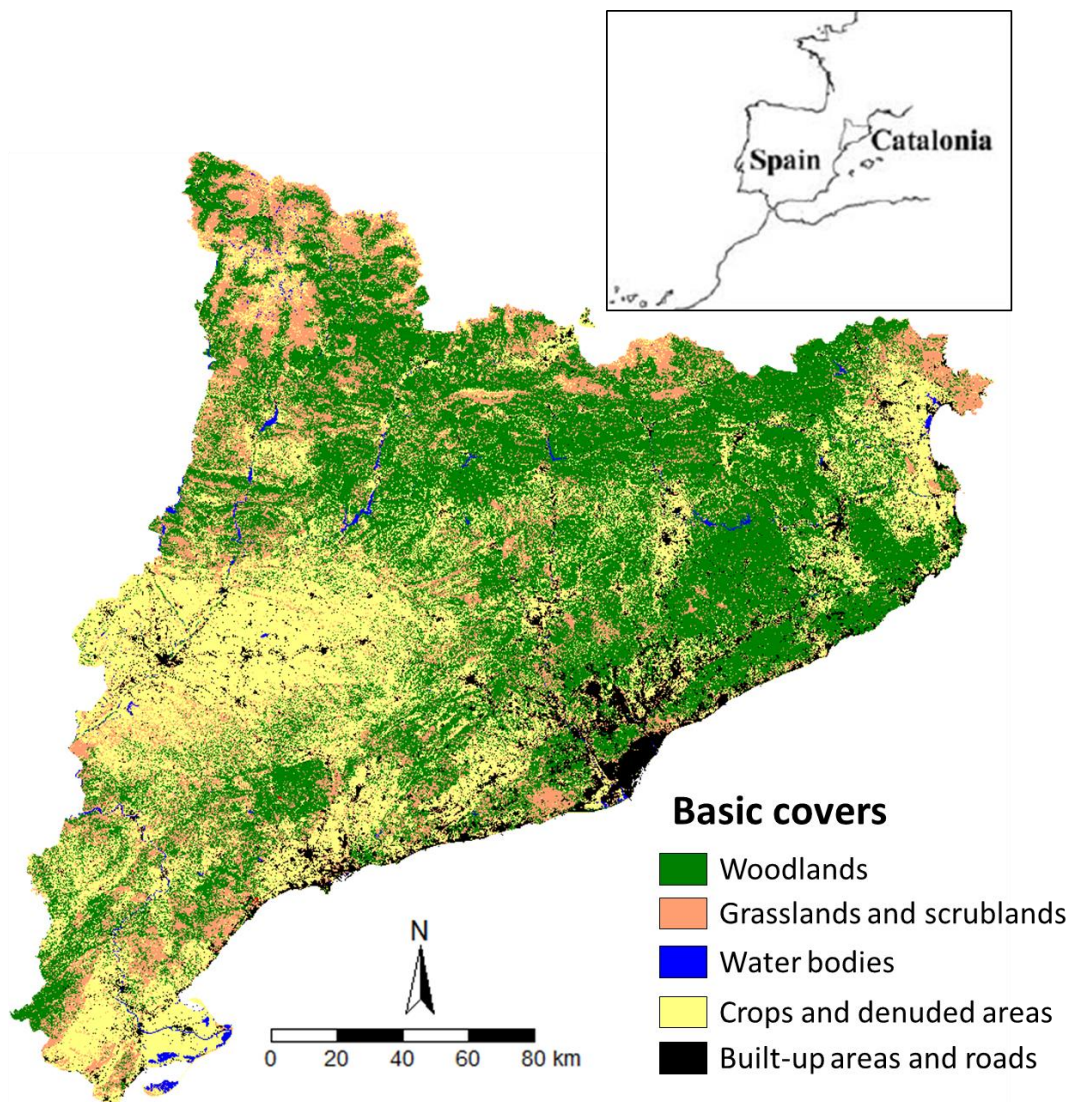 Spain
Catalonia
Basic covers
Woodlands
Grasslands and scrublands
Water bodies
Crops and denuded areas
Built-up areas and roads
N
0 20 40 60 80 km